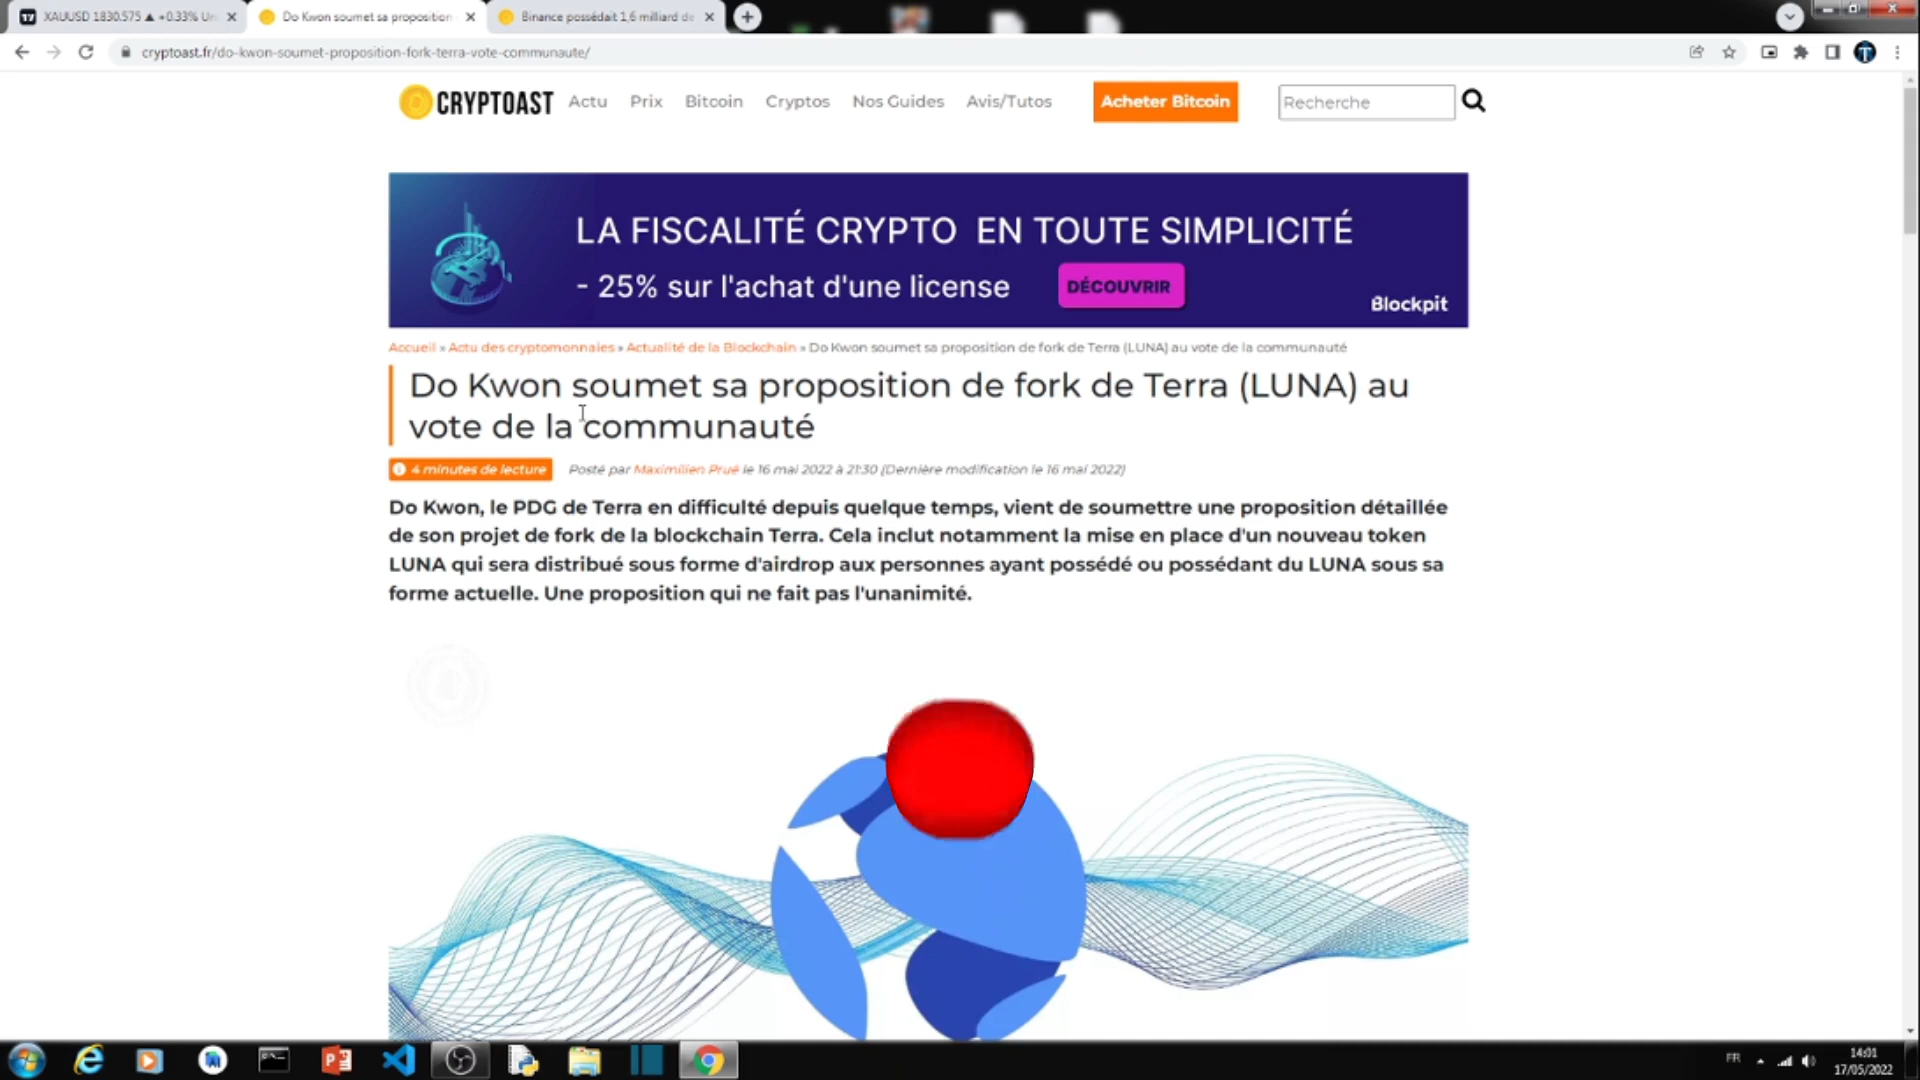 XAUUSD 1830.575 ▲ +0.33% Un
Do Kwon soumet sa proposition
Binance possédait 1,6 milliard de
cryptoast.fr/do-kwon-soumet-proposition-fork-terra-vote-communaute/
CRYPTOAST
Actu
Prix
Bitcoin
Cryptos
Nos Guides
Avis/Tutos
Acheter Bitcoin
Recherche
LA FISCALITÉ CRYPTO EN TOUTE SIMPLICITÉ
- 25% sur l'achat d'une license
DÉCOUVRIR
Blockpit
Accueil » Actu des cryptomonnaies » Actualité de la Blockchain » Do Kwon soumet sa proposition de fork de Terra (LUNA) au vote de la communauté
Do Kwon soumet sa proposition de fork de Terra (LUNA) au
vote de la communauté
4 minutes de lecture
Posté par Maximilien Prué le 16 mai 2022 à 21:30 (Dernière modification le 16 mai 2022)
Do Kwon, le PDG de Terra en difficulté depuis quelque temps, vient de soumettre une proposition détaillée
de son projet de fork de la blockchain Terra. Cela inclut notamment la mise en place d'un nouveau token
LUNA qui sera distribué sous forme d'airdrop aux personnes ayant possédé ou possédant du LUNA sous sa
forme actuelle. Une proposition qui ne fait pas l'unanimité.
FR
14:01
17/05/2022